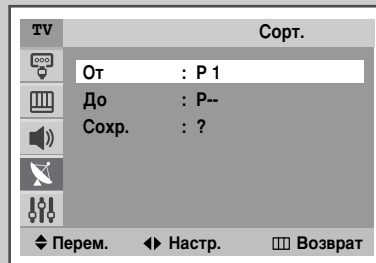 TV Сорт.
От : P 1
До : P--
Сохр. : ?
Перем. Настр. Возврат